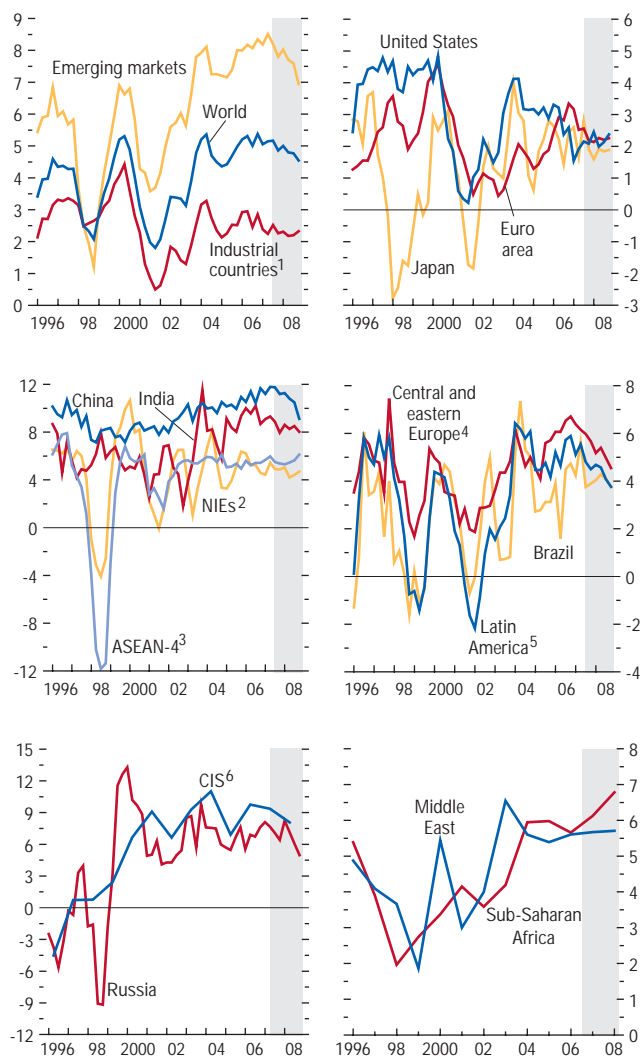 9
8
7
6
5
4
3
2
1
0
Emerging markets
World
Industrial
countries1
1996 98 2000 02 04 06 08
6
5
4
3
2
1
0
-1
-2
-3
United States
Euro
area
Japan
1996 98 2000 02 04 06 08
12
8
4
0
-4
-8
-12
China
India
NIEs2
ASEAN-43
1996 98 2000 02 04 06 08
8
6
4
2
0
-2
-4
Central and
eastern
Europe4
Brazil
Latin
America5
1996 98 2000 02 04 06 08
15
12
9
6
3
0
-3
-6
-9
-12
CIS6
Russia
1996 98 2000 02 04 06 08
8
7
6
5
4
3
2
1
0
Middle
East
Sub-Saharan
Africa
1996 98 2000 02 04 06 08